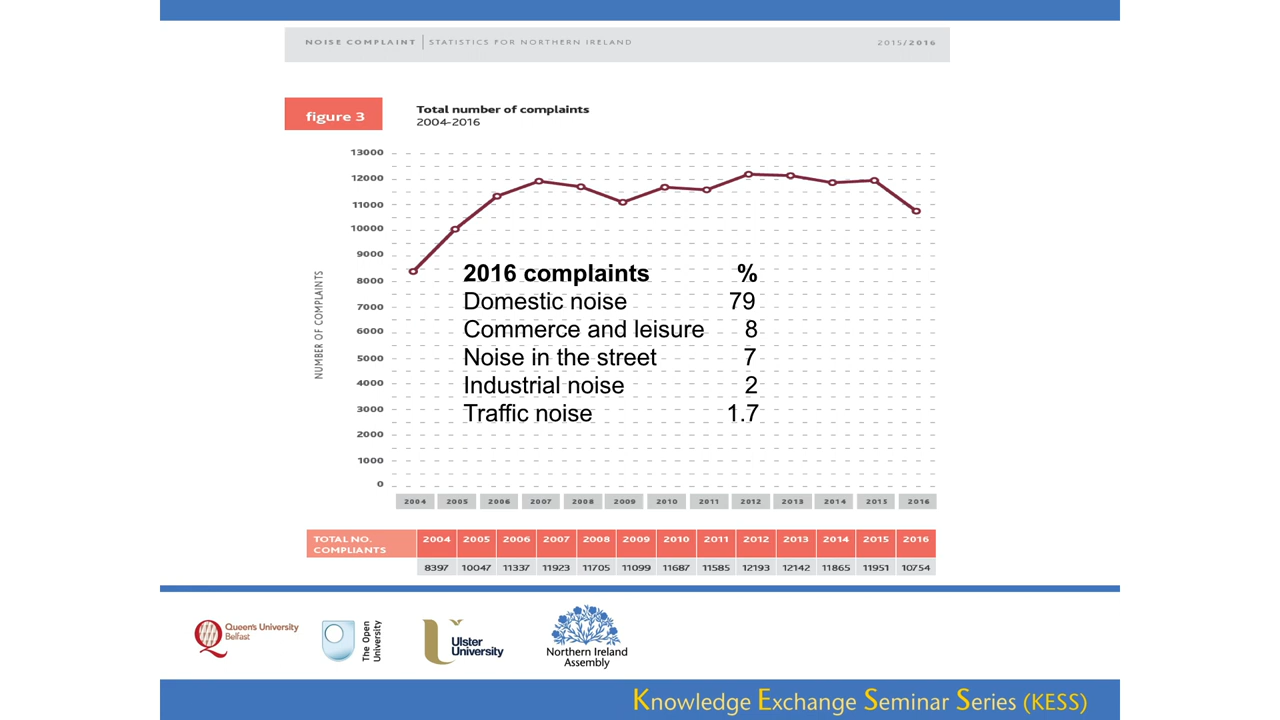 NOISE COMPLAINT | STATISTICS FOR NORTHERN IRELAND 2015/2016
figure 3
Total number of complaints
2004-2016
13000
12000
11000
10000
9000
8000
7000
6000
5000
4000
3000
2000
1000
0
NUMBER OF COMPLAINTS
2016 complaints %
Domestic noise 79
Commerce and leisure 8
Noise in the street 7
Industrial noise 2
Traffic noise 1.7
2004 2005 2006 2007 2008 2009 2010 2011 2012 2013 2014 2015 2016
TOTAL NO. COMPLIANTS 2004 2005 2006 2007 2008 2009 2010 2011 2012 2013 2014 2015 2016
8397 10047 11337 11923 11705 11099 11687 11585 12193 12142 11865 11951 10754
Queen's University
Belfast
The Open
University
Ulster
University
Northern Ireland
Assembly
Knowledge Exchange Seminar Series (KESS)